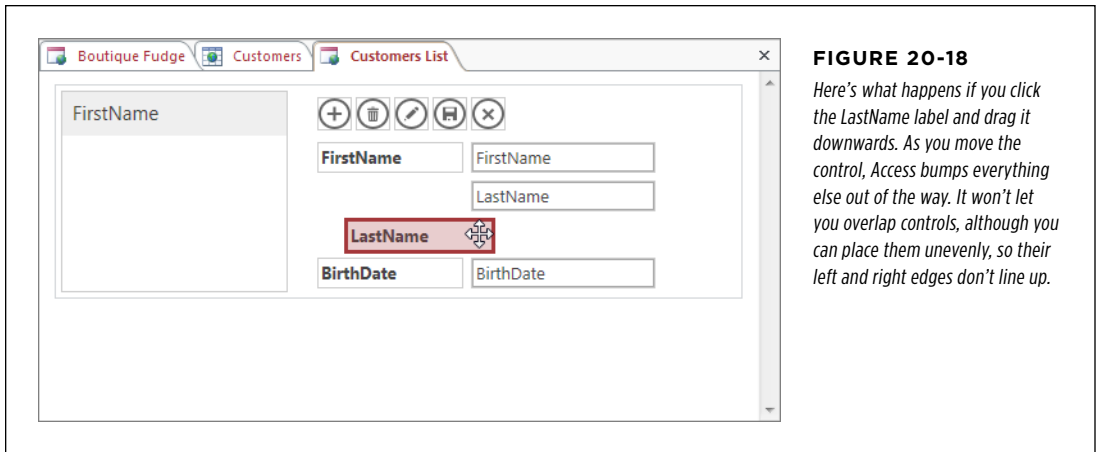 Boutique Fudge Customers Customers List
FirstName
FirstName FirstName
LastName
LastName
BirthDate BirthDate
FIGURE 20-18
Here's what happens if you click
the LastName label and drag it
downwards. As you move the
control, Access bumps everything
else out of the way. It won't let
you overlap controls, although you
can place them unevenly, so their
left and right edges don't line up.